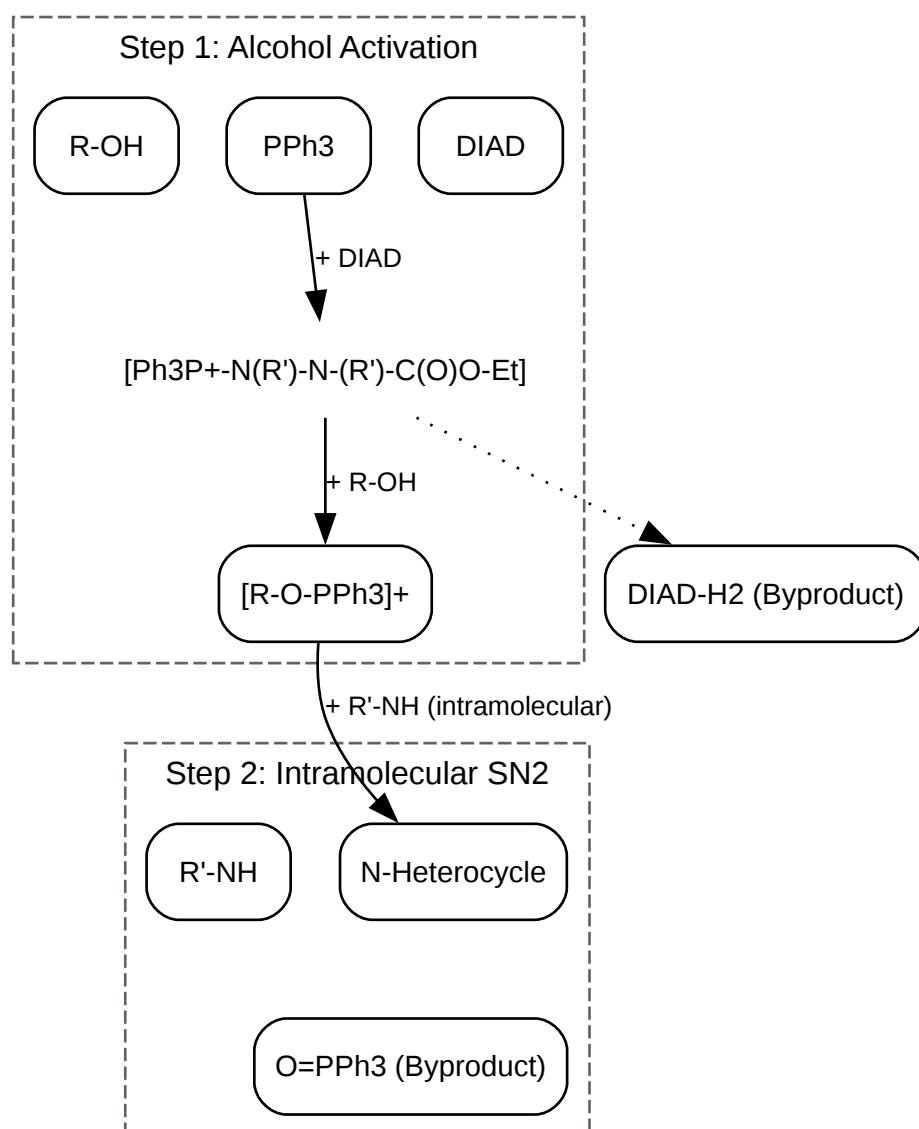 Step 1: Alcohol Activation
R-OH
PPh3
DIAD
+ DIAD
[Ph3P+-N(R')-N-(R')-C(O)O-Et]
+ R-OH
[R-O-PPh3]+
DIAD-H2 (Byproduct)
+ R'-NH (intramolecular)
Step 2: Intramolecular SN2
R'-NH
N-Heterocycle
O=PPh3 (Byproduct)